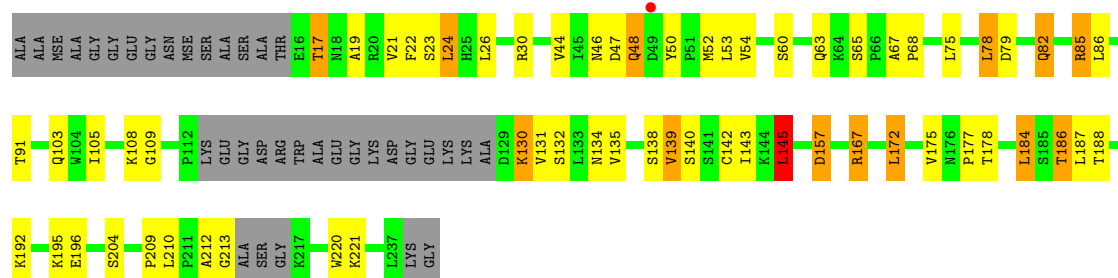 ALA ALA MSE ALA GLY GLY GLU GLY ASN MSE SER ALA SER ALA THR E16 T17 N18 A19 R20 V21 F22 S23 L24 H25 L26 R30 V44 I45 N46 D47 Q48 D49 Y50 P51 M52 L53 V54 S60 Q63 K64 S65 P66 A67 P68 L75 L78 D79 Q82 R85 L86
T91 Q103 W104 I105 K108 G109 P112 LYS GLU GLY ASP ARG TRP ALA GLU GLY LYS ASP GLY GLU LYS LYS ALA D129 K130 V131 S132 L133 N134 V135 S138 V139 S140 S141 C142 I143 K144 L145 D157 R167 L172 V175 N176 P177 T178 L184 S185 T186 L187 T188
K192 K195 E196 S204 P209 L210 P211 A212 G213 ALA SER GLY K217 W220 K221 L237 LYS GLY